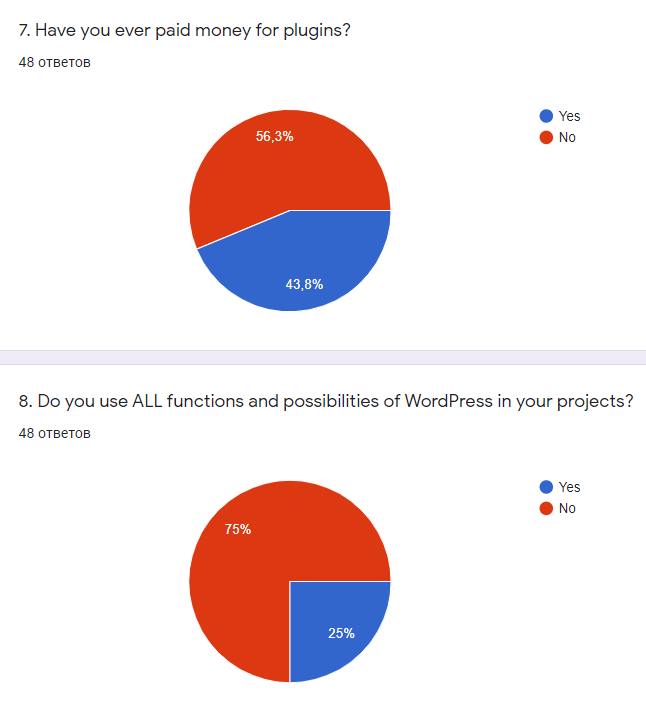 7. Have you ever paid money for plugins?
48 ответов
Yes
No
56,3%
43,8%
8. Do you use ALL functions and possibilities of WordPress in your projects?
48 ответов
Yes
No
75%
25%